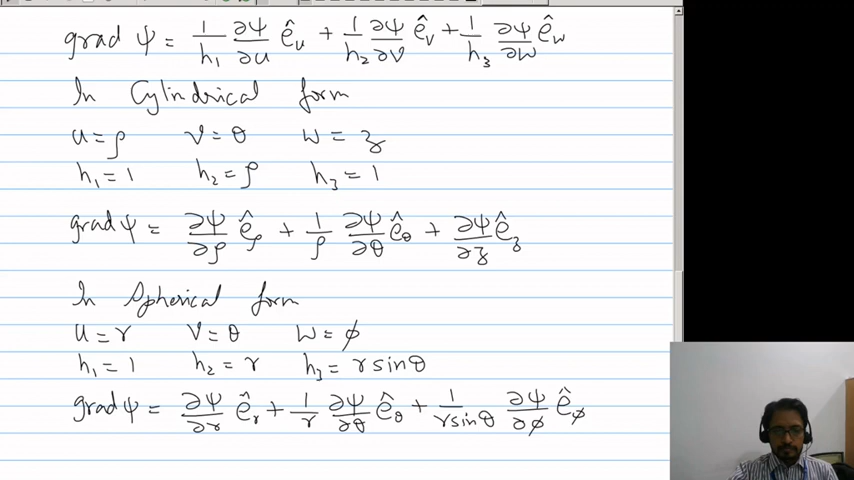 grad ψ = 1/h₁ ∂ψ/∂u ê_u + 1/h₂ ∂ψ/∂v ê_v + 1/h₃ ∂ψ/∂w ê_w
In Cylindrical form
u = ρ v = θ w = z
h₁ = 1 h₂ = ρ h₃ = 1
grad ψ = ∂ψ/∂ρ ê_ρ + 1/ρ ∂ψ/∂θ ê_θ + ∂ψ/∂z ê_z
In Spherical form
u = r v = θ w = φ
h₁ = 1 h₂ = r h₃ = r sinθ
grad ψ = ∂ψ/∂r ê_r + 1/r ∂ψ/∂θ ê_θ + 1/(r sinθ) ∂ψ/∂φ ê_φ